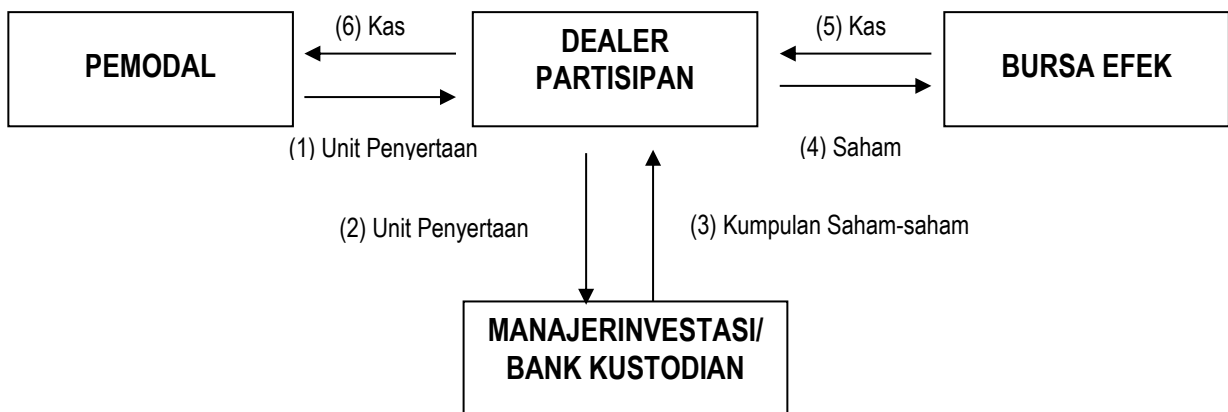 (6) Kas
(5) Kas
PEMODAL
DEALER
PARTISIPAN
BURSA EFEK
(1) Unit Penyertaan
(4) Saham
(2) Unit Penyertaan
(3) Kumpulan Saham-saham
MANAJERINVESTASI/
BANK KUSTODIAN